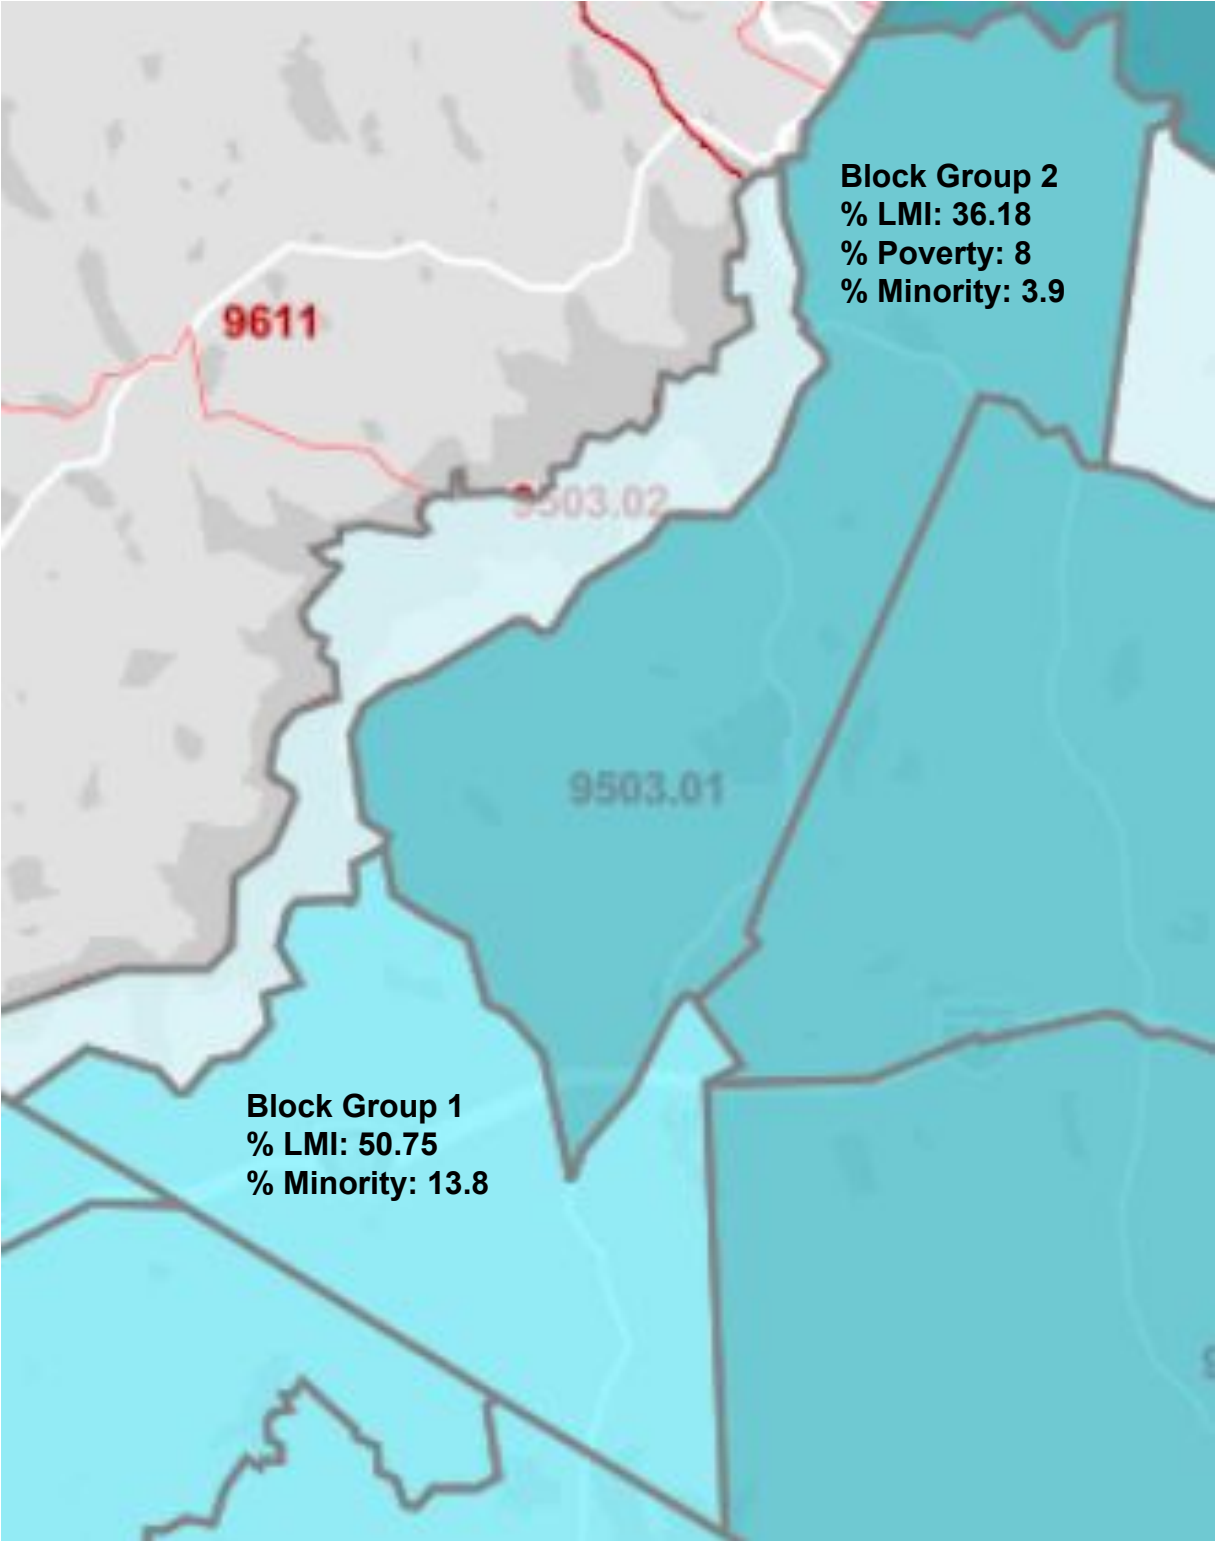 Block Group 2
% LMI: 36.18
% Poverty: 8
% Minority: 3.9
9611
9503.02
9503.01
Block Group 1
% LMI: 50.75
% Minority: 13.8